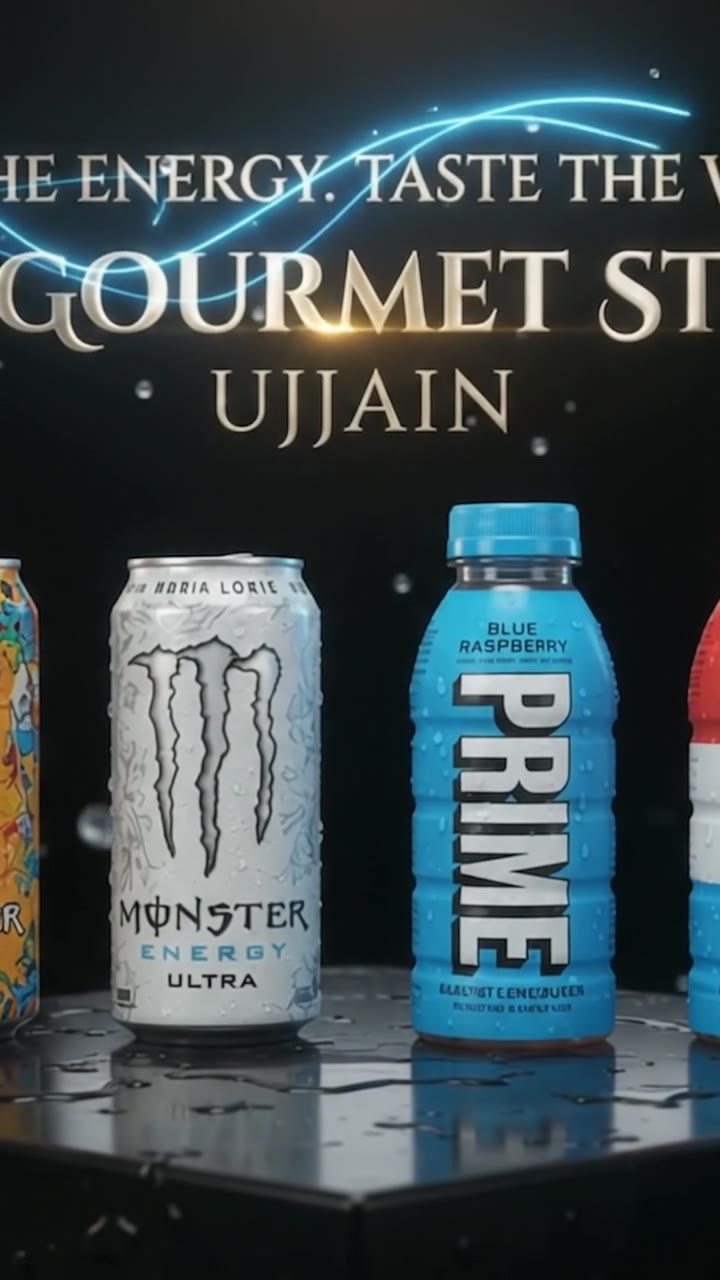 HE ENERGY. TASTE THE
GOURMET ST
UJJAIN
MONSTER
ENERGY
ULTRA
BLUE
RASPBERRY
PRIME